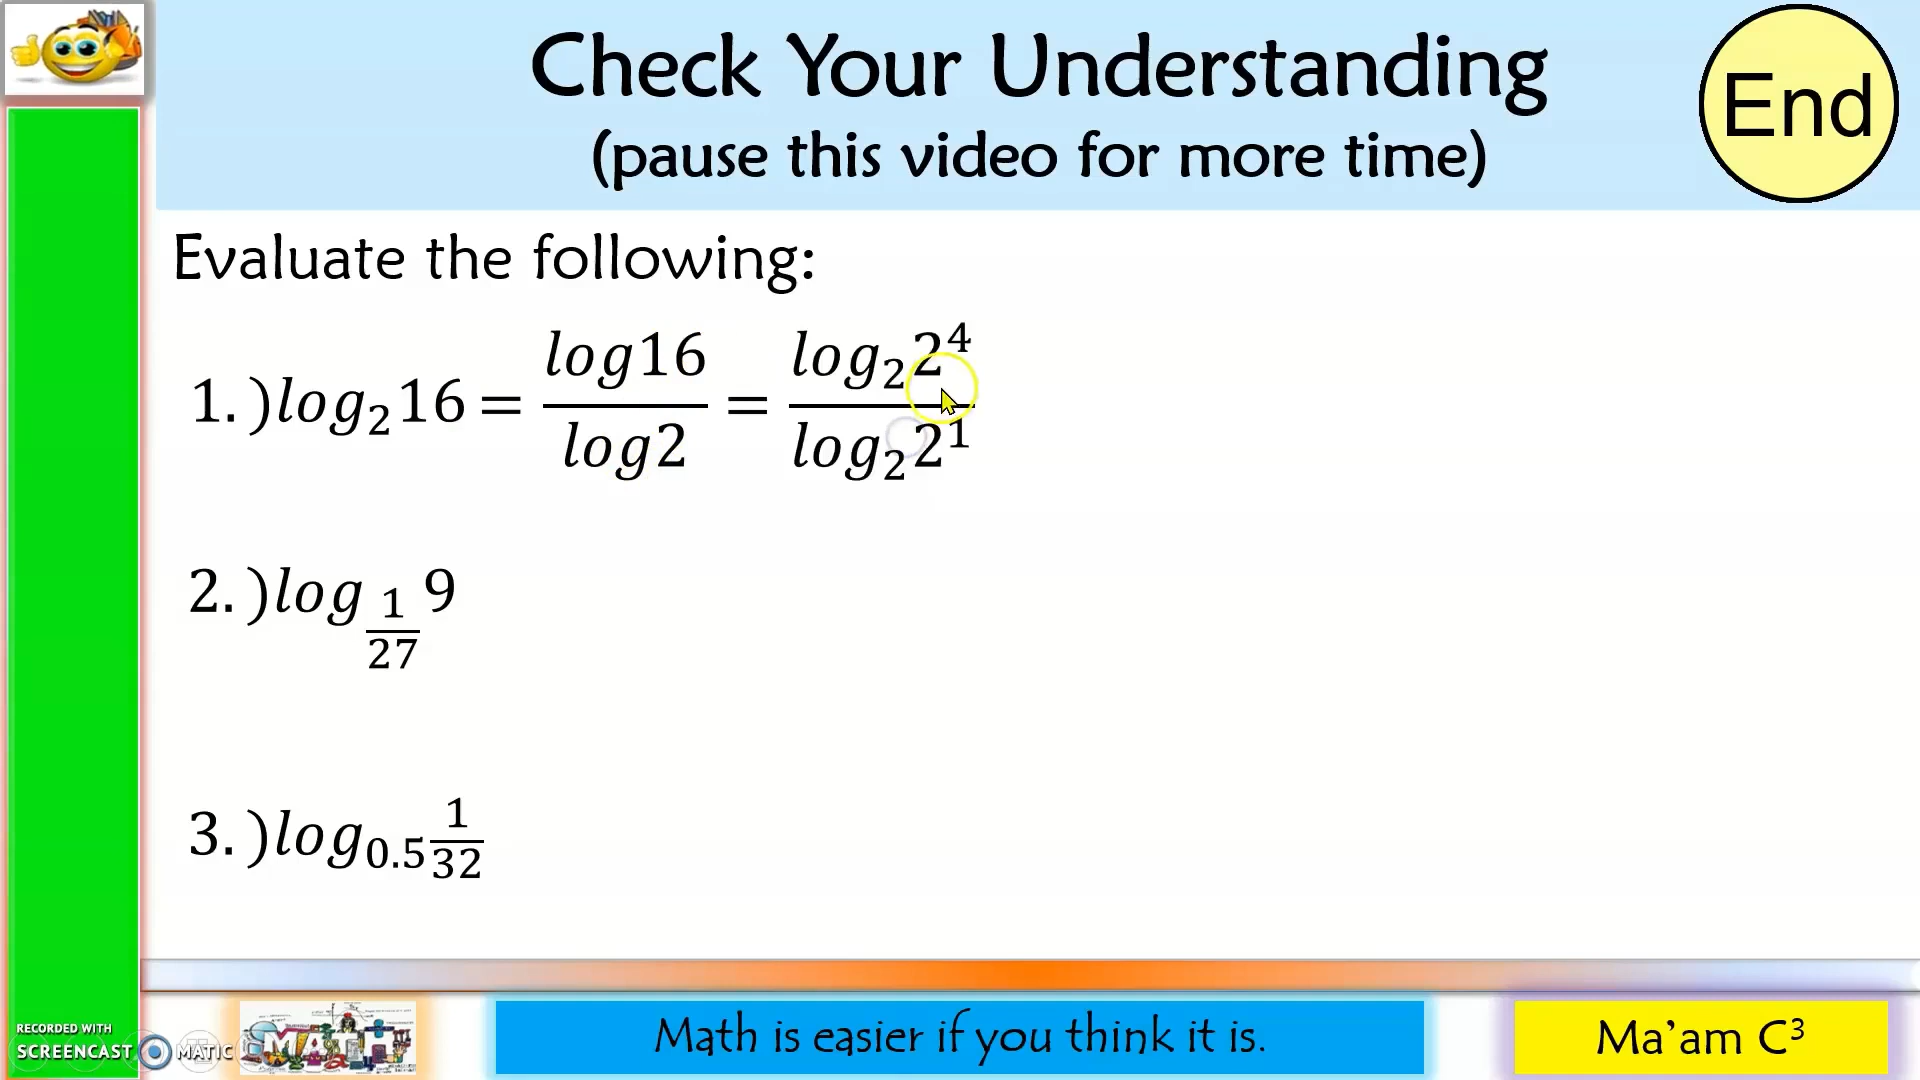 Check Your Understanding
(pause this video for more time)
End
Evaluate the following:
1.)log₂16 = log16/log2 = log₂2⁴/log₂2¹
2.)log_(1/27) 9
3.)log_0.5 1/32
RECORDED WITH
SCREENCAST MATIC
MATH
Math is easier if you think it is.
Ma’am C³